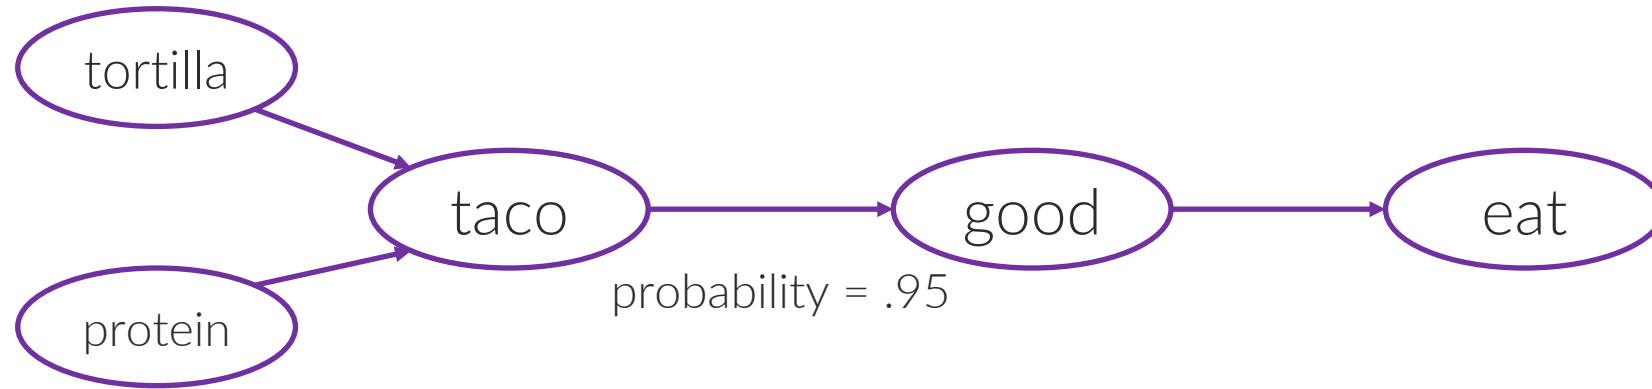 tortilla
protein
taco
probability = .95
good
eat